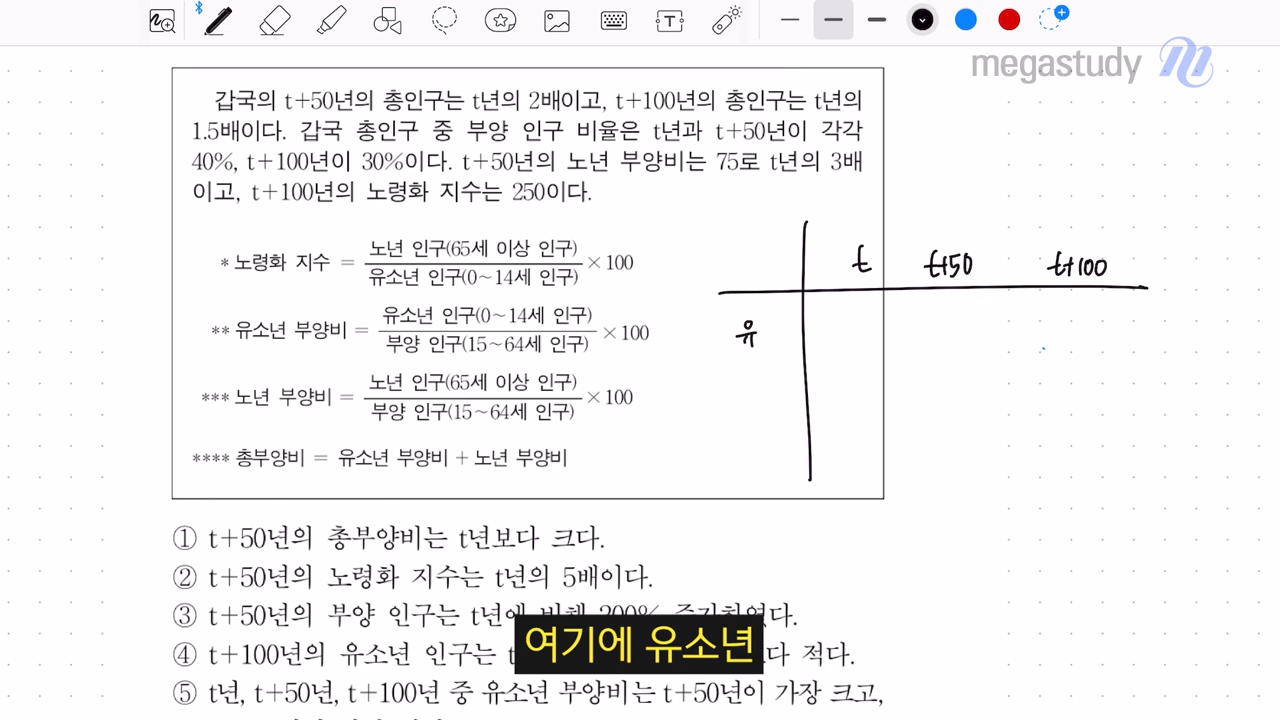 megastudy
갑국의 t+50년의 총인구는 t년의 2배이고, t+100년의 총인구는 t년의
1.5배이다. 갑국 총인구 중 부양 인구 비율은 t년과 t+50년이 각각
40%, t+100년이 30%이다. t+50년의 노년 부양비는 75로 t년의 3배
이고, t+100년의 노령화 지수는 250이다.
* 노령화 지수 = 노년 인구(65세 이상 인구) / 유소년 인구(0~14세 인구) ×100
** 유소년 부양비 = 유소년 인구(0~14세 인구) / 부양 인구(15~64세 인구) ×100
*** 노년 부양비 = 노년 인구(65세 이상 인구) / 부양 인구(15~64세 인구) ×100
**** 총부양비 = 유소년 부양비 + 노년 부양비
t t+50 t+100
유
① t+50년의 총부양비는 t년보다 크다.
② t+50년의 노령화 지수는 t년의 5배이다.
③ t+50년의 부양 인구는 t년에 비해 200% 증가하였다.
④ t+100년의 유소년 인구는 다 적다.
여기에 유소년
⑤ t년, t+50년, t+100년 중 유소년 부양비는 t+50년이 가장 크고,